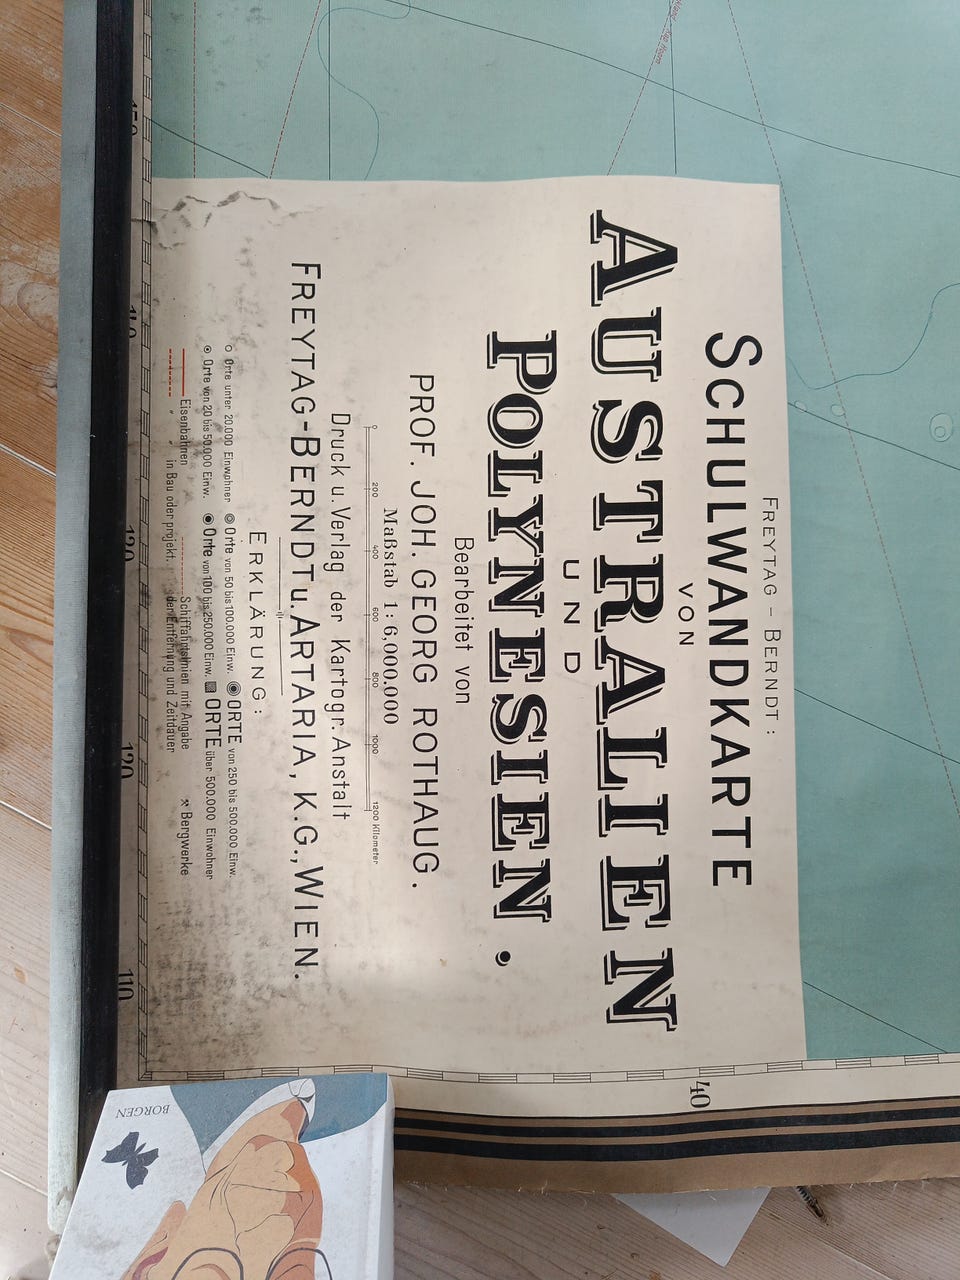 FREYTAG - BERNDT :
SCHULWANDKARTE
VON
AUSTRALIEN
UND
POLYNESIEN.
Bearbeitet von
PROF. JOH. GEORG ROTHAUG.
Maßstab 1: 6,000.000
0 200 400 600 800 1000 1200 Kilometer
Druck u. Verlag der Kartogr. Anstalt
FREYTAG-BERNDT u. ARTARIA, K.G., WIEN.
ERKLÄRUNG:
Orte unter 20.000 Einwohner Orte von 50 bis 100.000 Einw. ORTE von 250 bis 500.000 Einw.
Orte von 20 bis 50.000 Einw. Orte von 100 bis 250.000 Einw. ORTE über 500.000 Einwohner
Eisenbahnen Schiffahrtslinien mit Angabe Bergwerke
" in Bau oder projekt. der Entfernung und Zeitdauer
130
120
110
40
BORGEN